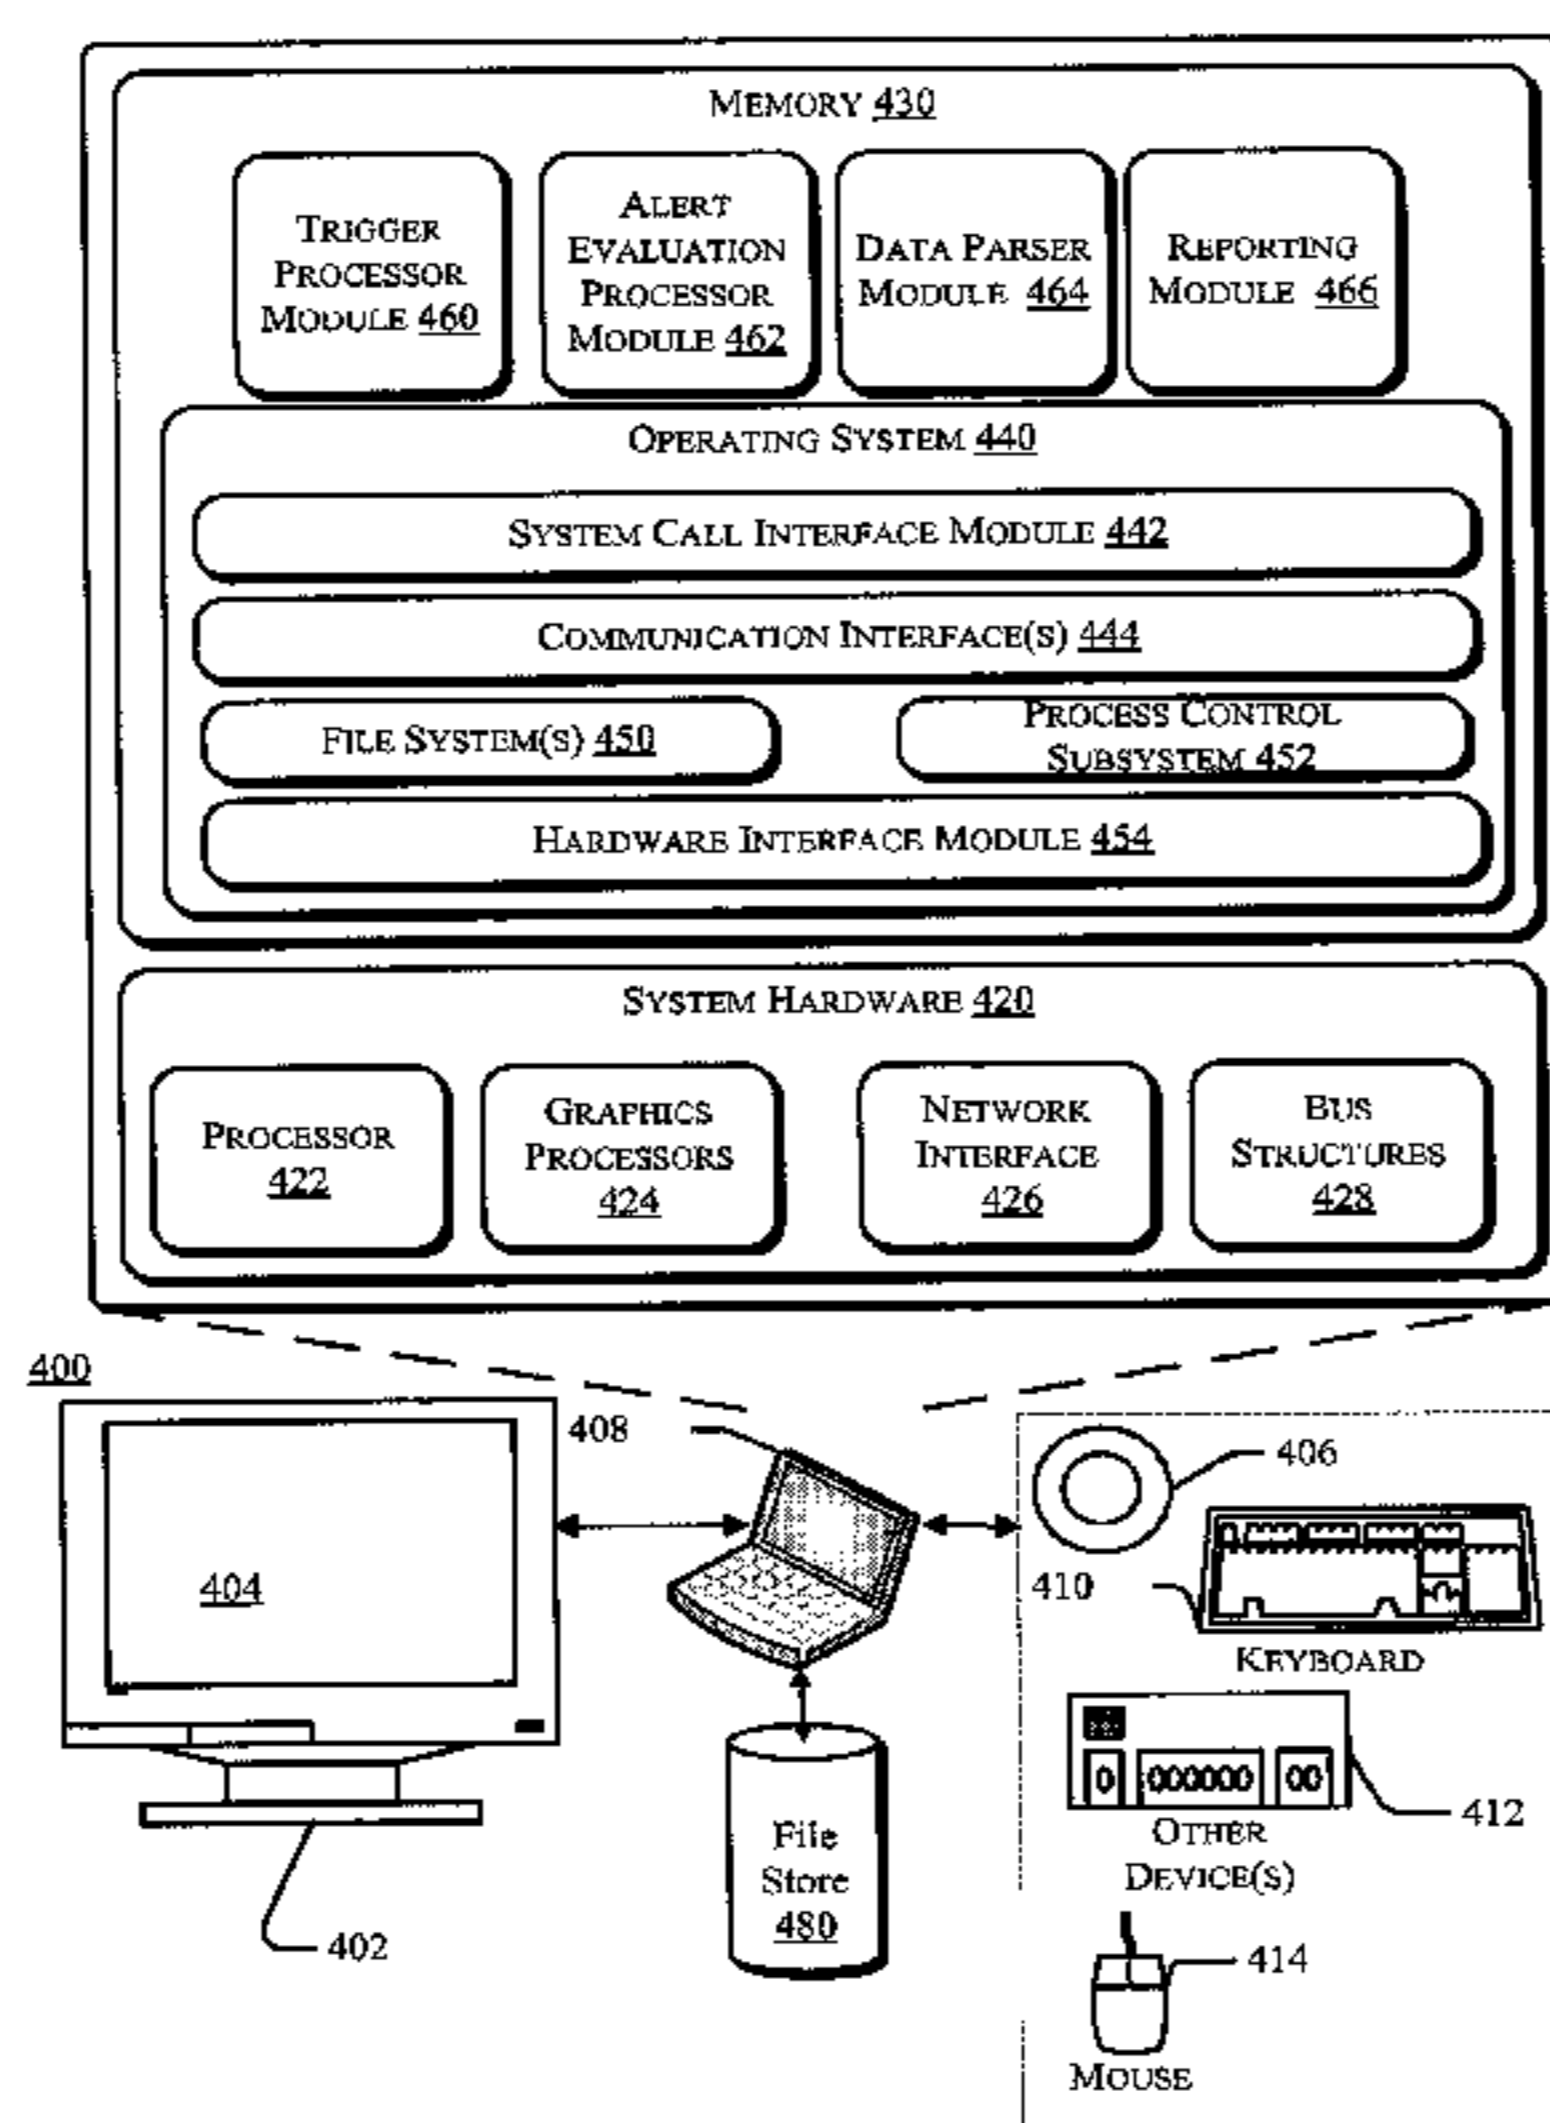 MEMORY 430
TRIGGER
PROCESSOR
MODULE 460
ALERT
EVALUATION
PROCESSOR
MODULE 462
DATA PARSER
MODULE 464
REPORTING
MODULE 466
OPERATING SYSTEM 440
SYSTEM CALL INTERFACE MODULE 442
COMMUNICATION INTERFACE(S) 444
FILE SYSTEM(S) 450
PROCESS CONTROL
SUBSYSTEM 452
HARDWARE INTERFACE MODULE 454
SYSTEM HARDWARE 420
PROCESSOR
422
GRAPHICS
PROCESSORS
424
NETWORK
INTERFACE
426
BUS
STRUCTURES
428
400
408
406
404
410
KEYBOARD
0 000000 00
412
OTHER
DEVICE(S)
File
Store
480
402
414
MOUSE